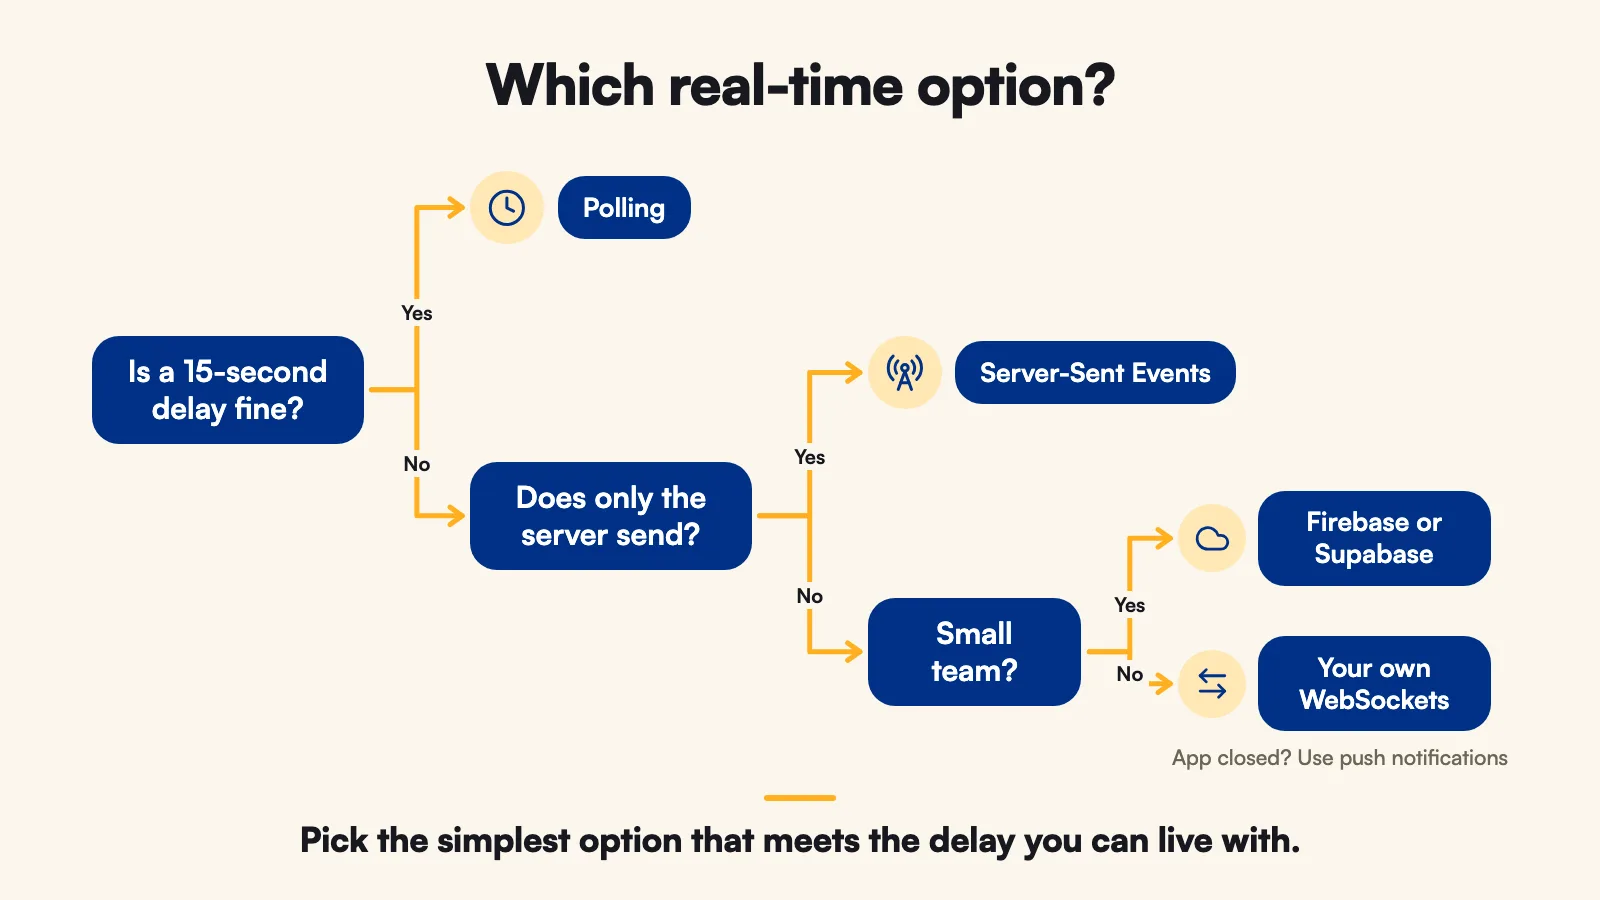 Which real-time option?
Polling
Yes
Is a 15-second
delay fine?
No
Server-Sent Events
Yes
Does only the
server send?
No
Firebase or
Supabase
Yes
Small
team?
No
Your own
WebSockets
App closed? Use push notifications
Pick the simplest option that meets the delay you can live with.